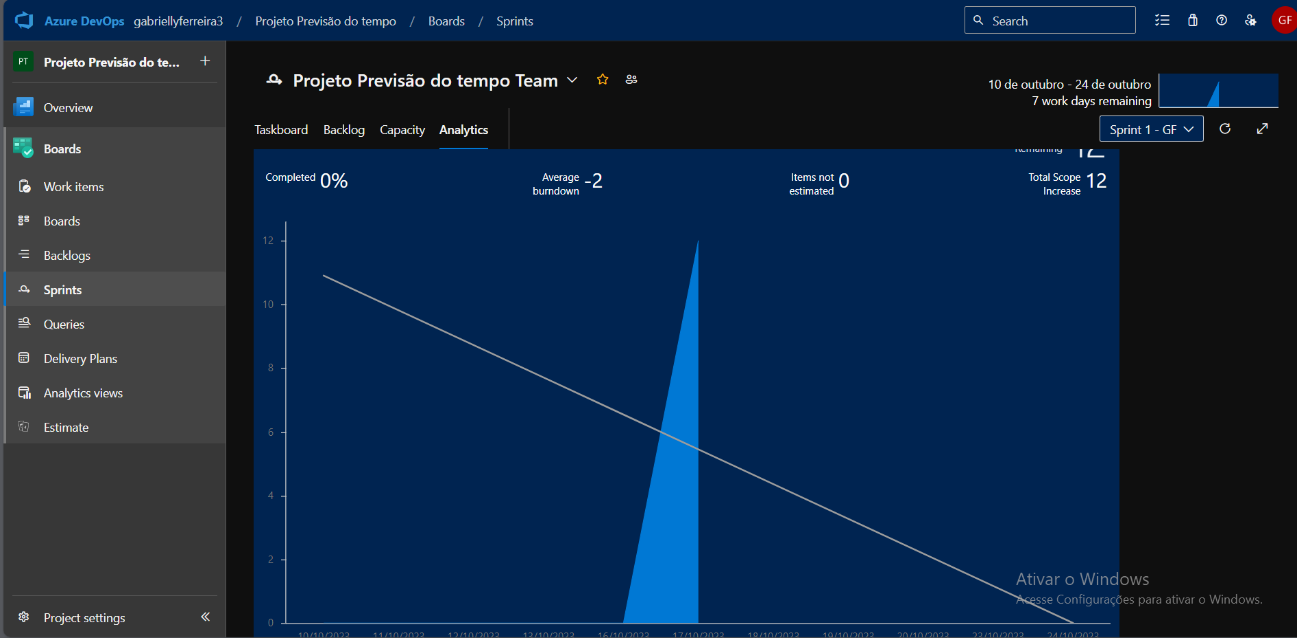 Azure DevOps gabriellyferreira3 / Projeto Previsão do tempo / Boards / Sprints
Search
GF
PT Projeto Previsão do te... +
Overview
Boards
Work items
Boards
Backlogs
Sprints
Queries
Delivery Plans
Analytics views
Estimate
Project settings
Projeto Previsão do tempo Team
10 de outubro - 24 de outubro
7 work days remaining
Taskboard Backlog Capacity Analytics
Sprint 1 - GF
Remaining 12
Completed 0%
Average burndown -2
Items not estimated 0
Total Scope Increase 12
12
10
8
6
4
2
0
10/10/2023 11/10/2023 12/10/2023 13/10/2023 16/10/2023 17/10/2023 18/10/2023 19/10/2023 20/10/2023 23/10/2023 24/10/2023
Ativar o Windows
Acesse Configurações para ativar o Windows.